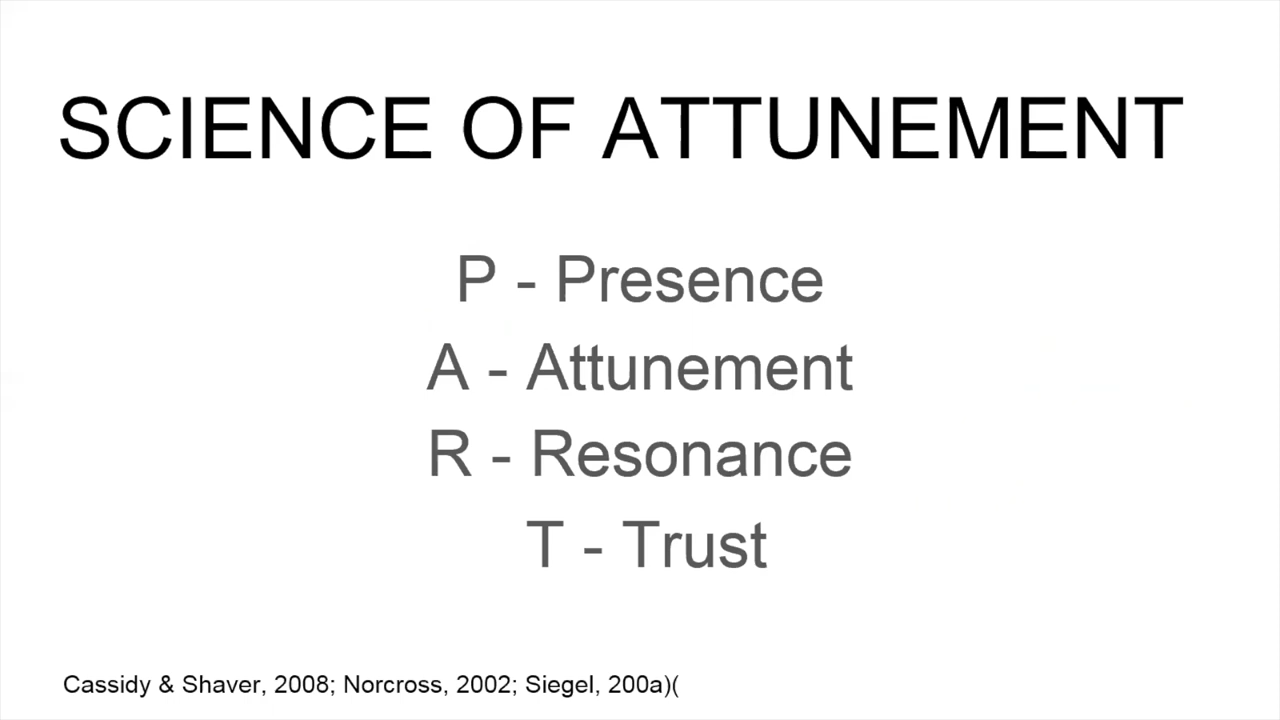 SCIENCE OF ATTUNEMENT
P - Presence
A - Attunement
R - Resonance
T - Trust
Cassidy & Shaver, 2008; Norcross, 2002; Siegel, 200a)(